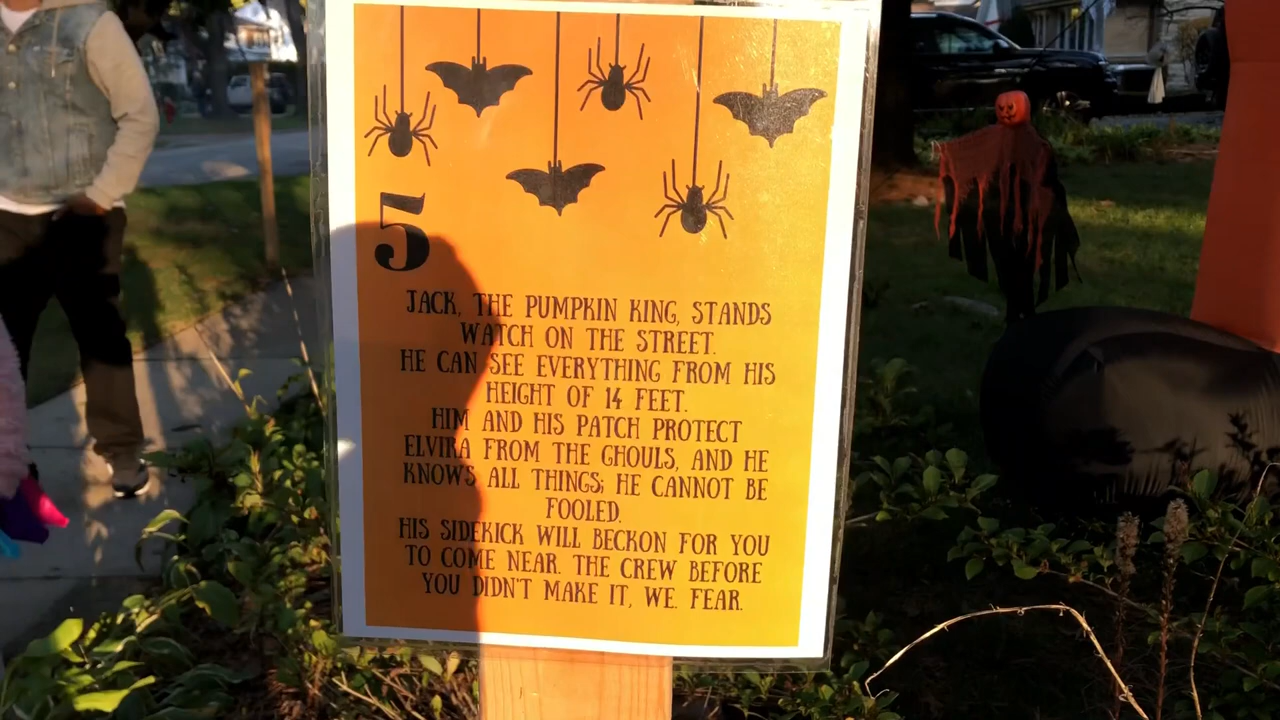 5
JACK, THE PUMPKIN KING, STANDS
WATCH ON THE STREET.
HE CAN SEE EVERYTHING FROM HIS
HEIGHT OF 14 FEET.
HIM AND HIS PATCH PROTECT
ELVIRA FROM THE GHOULS, AND HE
KNOWS ALL THINGS; HE CANNOT BE
FOOLED.
HIS SIDEKICK WILL BECKON FOR YOU
TO COME NEAR. THE CREW BEFORE
YOU DIDN'T MAKE IT, WE. FEAR.